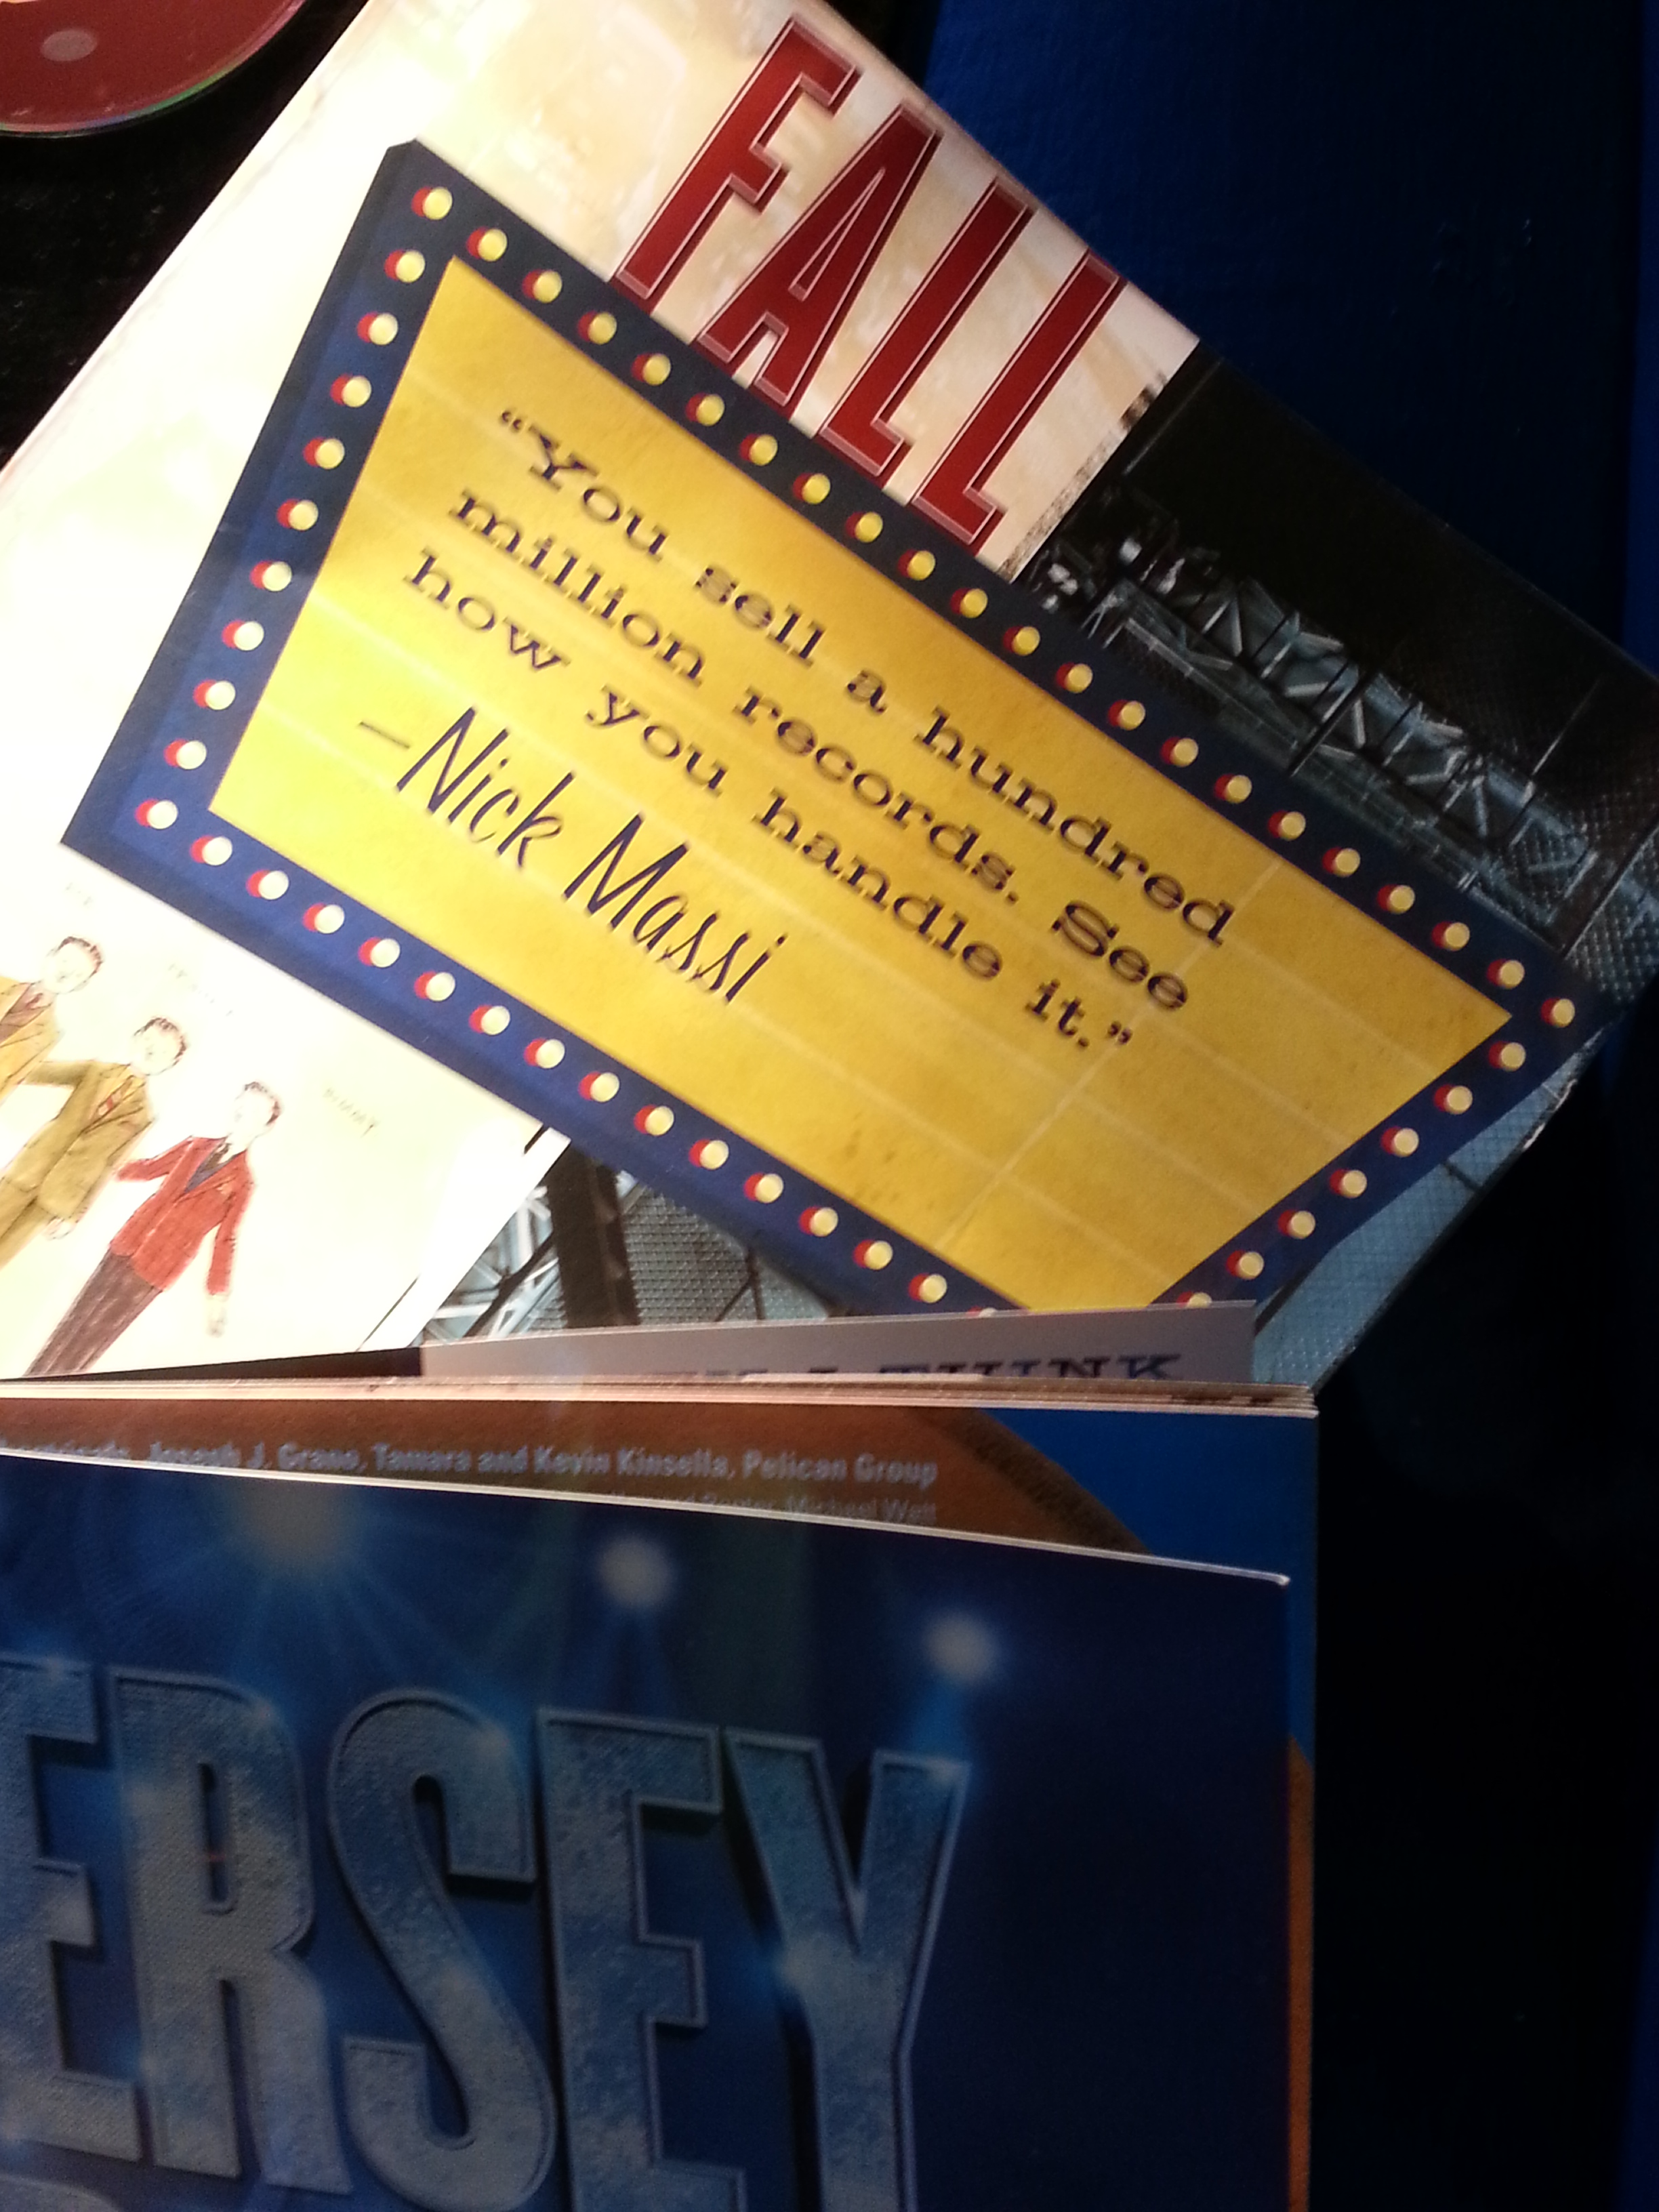 FALL
“You sell a hundred
million records. See
how you handle it.”
—Nick Massi
I THINK
Joseph J. Grano, Tamara and Kevin Kinsella, Pelican Group
ERSEY